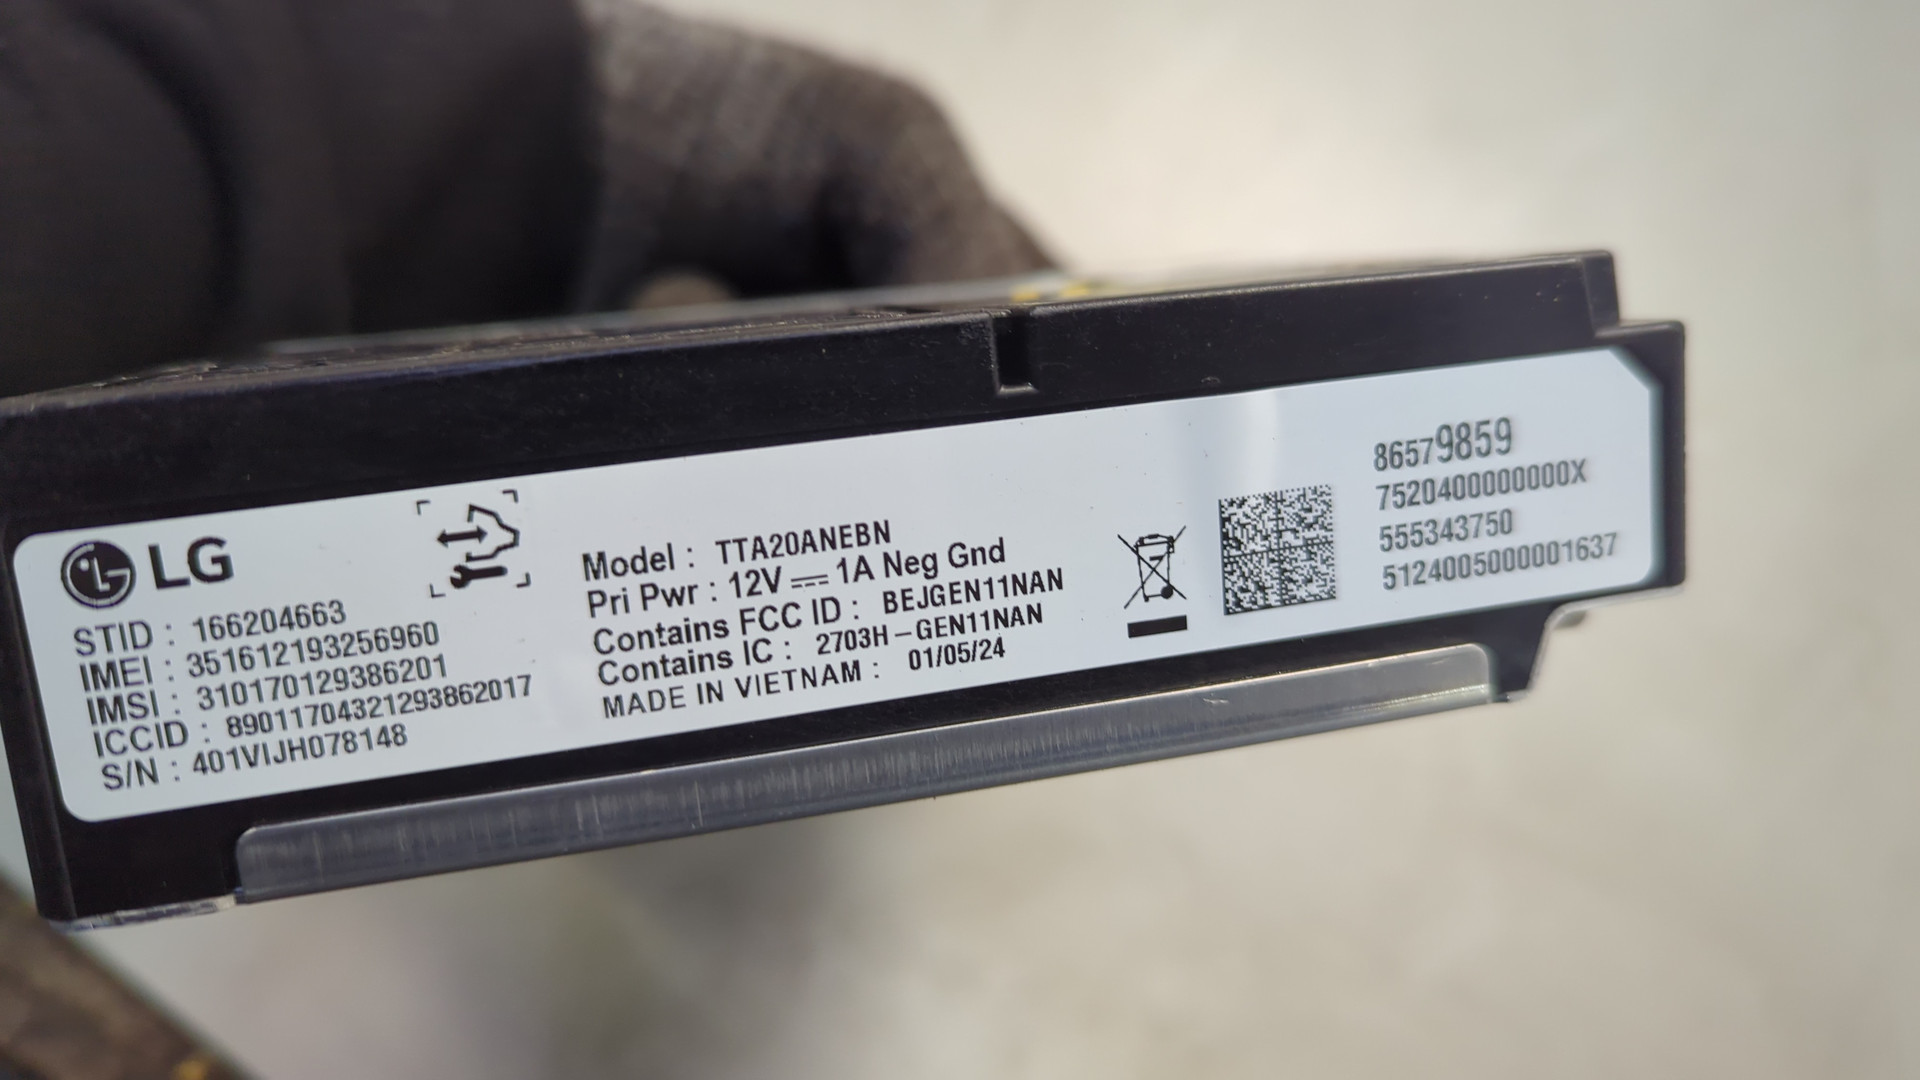 LG
STID : 166204663
IMEI : 351612193256960
IMSI : 310170129386201
ICCID : 89011704321293862017
S/N : 401VIJH078148
Model : TTA20ANEBN
Pri Pwr : 12V ⎓ 1A Neg Gnd
Contains FCC ID : BEJGEN11NAN
Contains IC : 2703H-GEN11NAN
MADE IN VIETNAM : 01/05/24
86579859
7520400000000X
555343750
5124005000001637